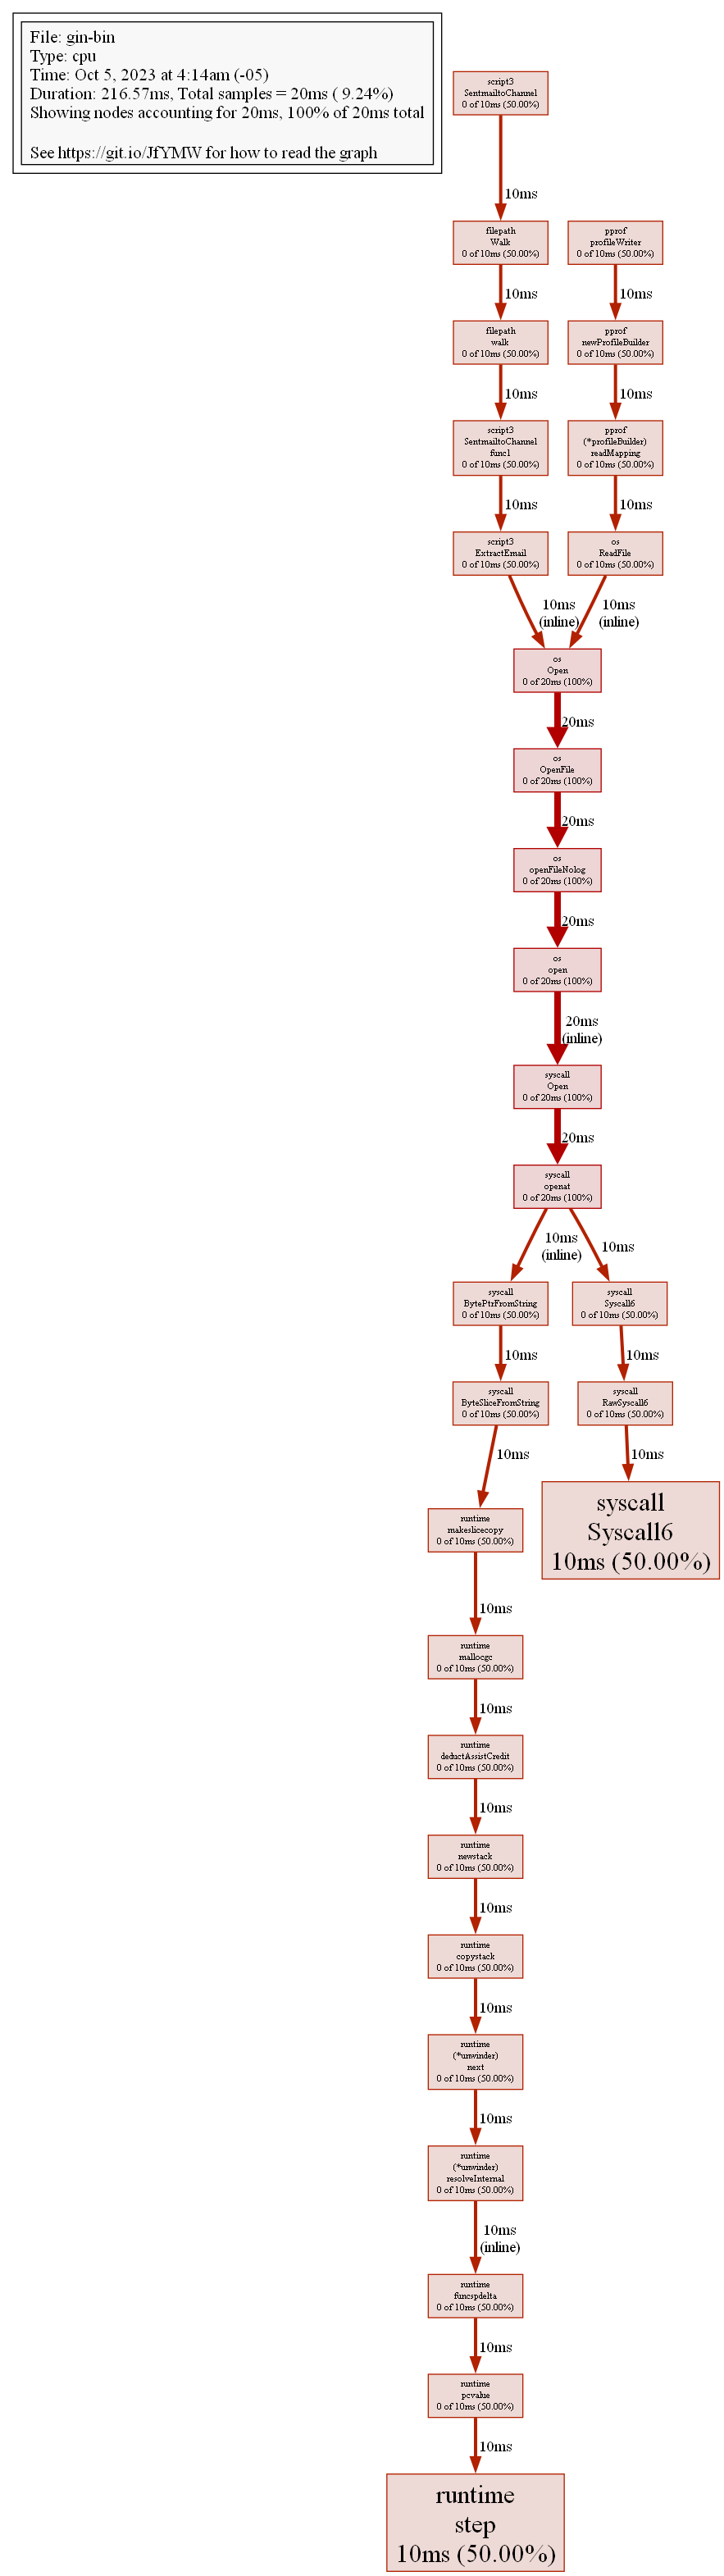 File: gin-bin
Type: cpu
Time: Oct 5, 2023 at 4:14am (-05)
Duration: 216.57ms, Total samples = 20ms ( 9.24%)
Showing nodes accounting for 20ms, 100% of 20ms total
See https://git.io/JfYMW for how to read the graph
script3
SentmailtoChannel
0 of 10ms (50.00%)
10ms
filepath
Walk
0 of 10ms (50.00%)
pprof
profileWriter
0 of 10ms (50.00%)
10ms
10ms
filepath
walk
0 of 10ms (50.00%)
pprof
newProfileBuilder
0 of 10ms (50.00%)
10ms
10ms
script3
SentmailtoChannel
func1
0 of 10ms (50.00%)
pprof
(*profileBuilder)
readMapping
0 of 10ms (50.00%)
10ms
10ms
script3
ExtractEmail
0 of 10ms (50.00%)
os
ReadFile
0 of 10ms (50.00%)
10ms
(inline)
10ms
(inline)
os
Open
0 of 20ms (100%)
20ms
os
OpenFile
0 of 20ms (100%)
20ms
os
openFileNolog
0 of 20ms (100%)
20ms
os
open
0 of 20ms (100%)
20ms
(inline)
syscall
Open
0 of 20ms (100%)
20ms
syscall
openat
0 of 20ms (100%)
10ms
(inline)
10ms
syscall
BytePtrFromString
0 of 10ms (50.00%)
syscall
Syscall6
0 of 10ms (50.00%)
10ms
10ms
syscall
ByteSliceFromString
0 of 10ms (50.00%)
syscall
RawSyscall6
0 of 10ms (50.00%)
10ms
10ms
syscall
Syscall6
10ms (50.00%)
runtime
makeslicecopy
0 of 10ms (50.00%)
10ms
runtime
mallocgc
0 of 10ms (50.00%)
10ms
runtime
deductAssistCredit
0 of 10ms (50.00%)
10ms
runtime
newstack
0 of 10ms (50.00%)
10ms
runtime
copystack
0 of 10ms (50.00%)
10ms
runtime
(*unwinder)
next
0 of 10ms (50.00%)
10ms
runtime
(*unwinder)
resolveInternal
0 of 10ms (50.00%)
10ms
(inline)
runtime
funcspdelta
0 of 10ms (50.00%)
10ms
runtime
pcvalue
0 of 10ms (50.00%)
10ms
runtime
step
10ms (50.00%)